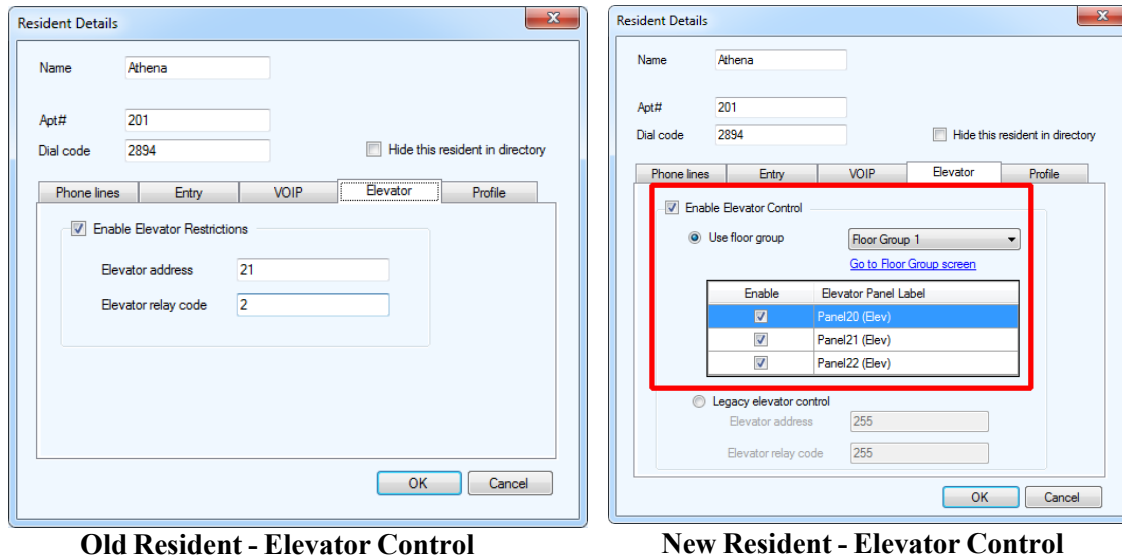 Resident Details
Name Athena
Apt# 201
Dial code 2894 Hide this resident in directory
Phone lines Entry VOIP Elevator Profile
Enable Elevator Restrictions
Elevator address 21
Elevator relay code 2
OK Cancel
Old Resident - Elevator Control
Resident Details
Name Athena
Apt# 201
Dial code 2894 Hide this resident in directory
Phone lines Entry VOIP Elevator Profile
Enable Elevator Control
Use floor group Floor Group 1
Go to Floor Group screen
Enable Elevator Panel Label
Panel20 (Elev)
Panel21 (Elev)
Panel22 (Elev)
Legacy elevator control
Elevator address 255
Elevator relay code 255
OK Cancel
New Resident - Elevator Control